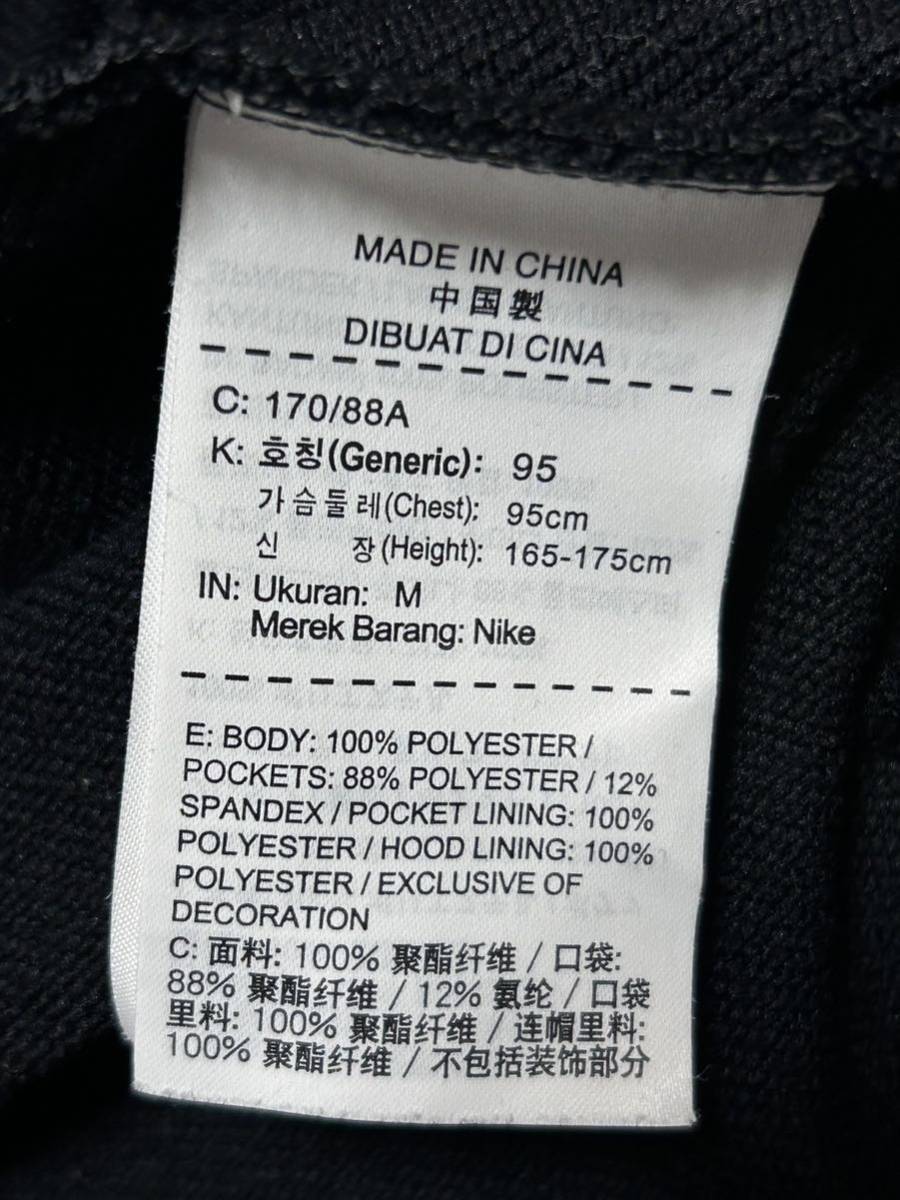 MADE IN CHINA
中国製
DIBUAT DI CINA
C: 170/88A
K: 호칭(Generic): 95
가슴둘레(Chest): 95cm
신 장(Height): 165-175cm
IN: Ukuran: M
Merek Barang: Nike
E: BODY: 100% POLYESTER /
POCKETS: 88% POLYESTER / 12%
SPANDEX / POCKET LINING: 100%
POLYESTER / HOOD LINING: 100%
POLYESTER / EXCLUSIVE OF
DECORATION
C: 面料: 100% 聚酯纤维 / 口袋:
88% 聚酯纤维 / 12% 氨纶 / 口袋
里料: 100% 聚酯纤维 / 连帽里料:
100% 聚酯纤维 / 不包括装饰部分